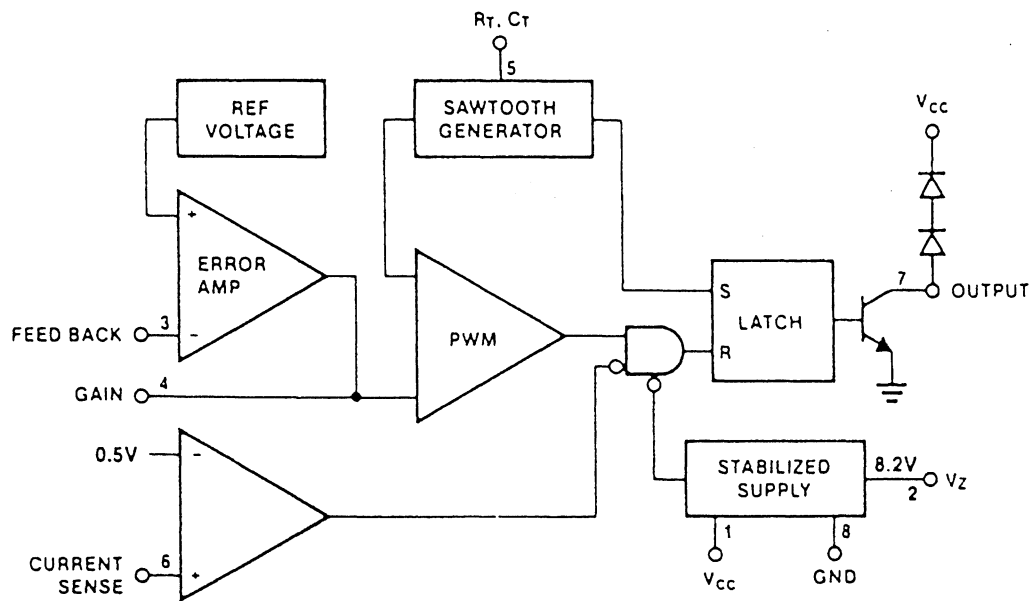 RT, CT
5
REF
VOLTAGE
SAWTOOTH
GENERATOR
VCC
+
ERROR
AMP
-
FEED BACK
3
GAIN
4
PWM
S
LATCH
R
7
OUTPUT
0.5V
-
CURRENT
SENSE
6
+
STABILIZED
SUPPLY
8.2V
2
VZ
1
VCC
8
GND